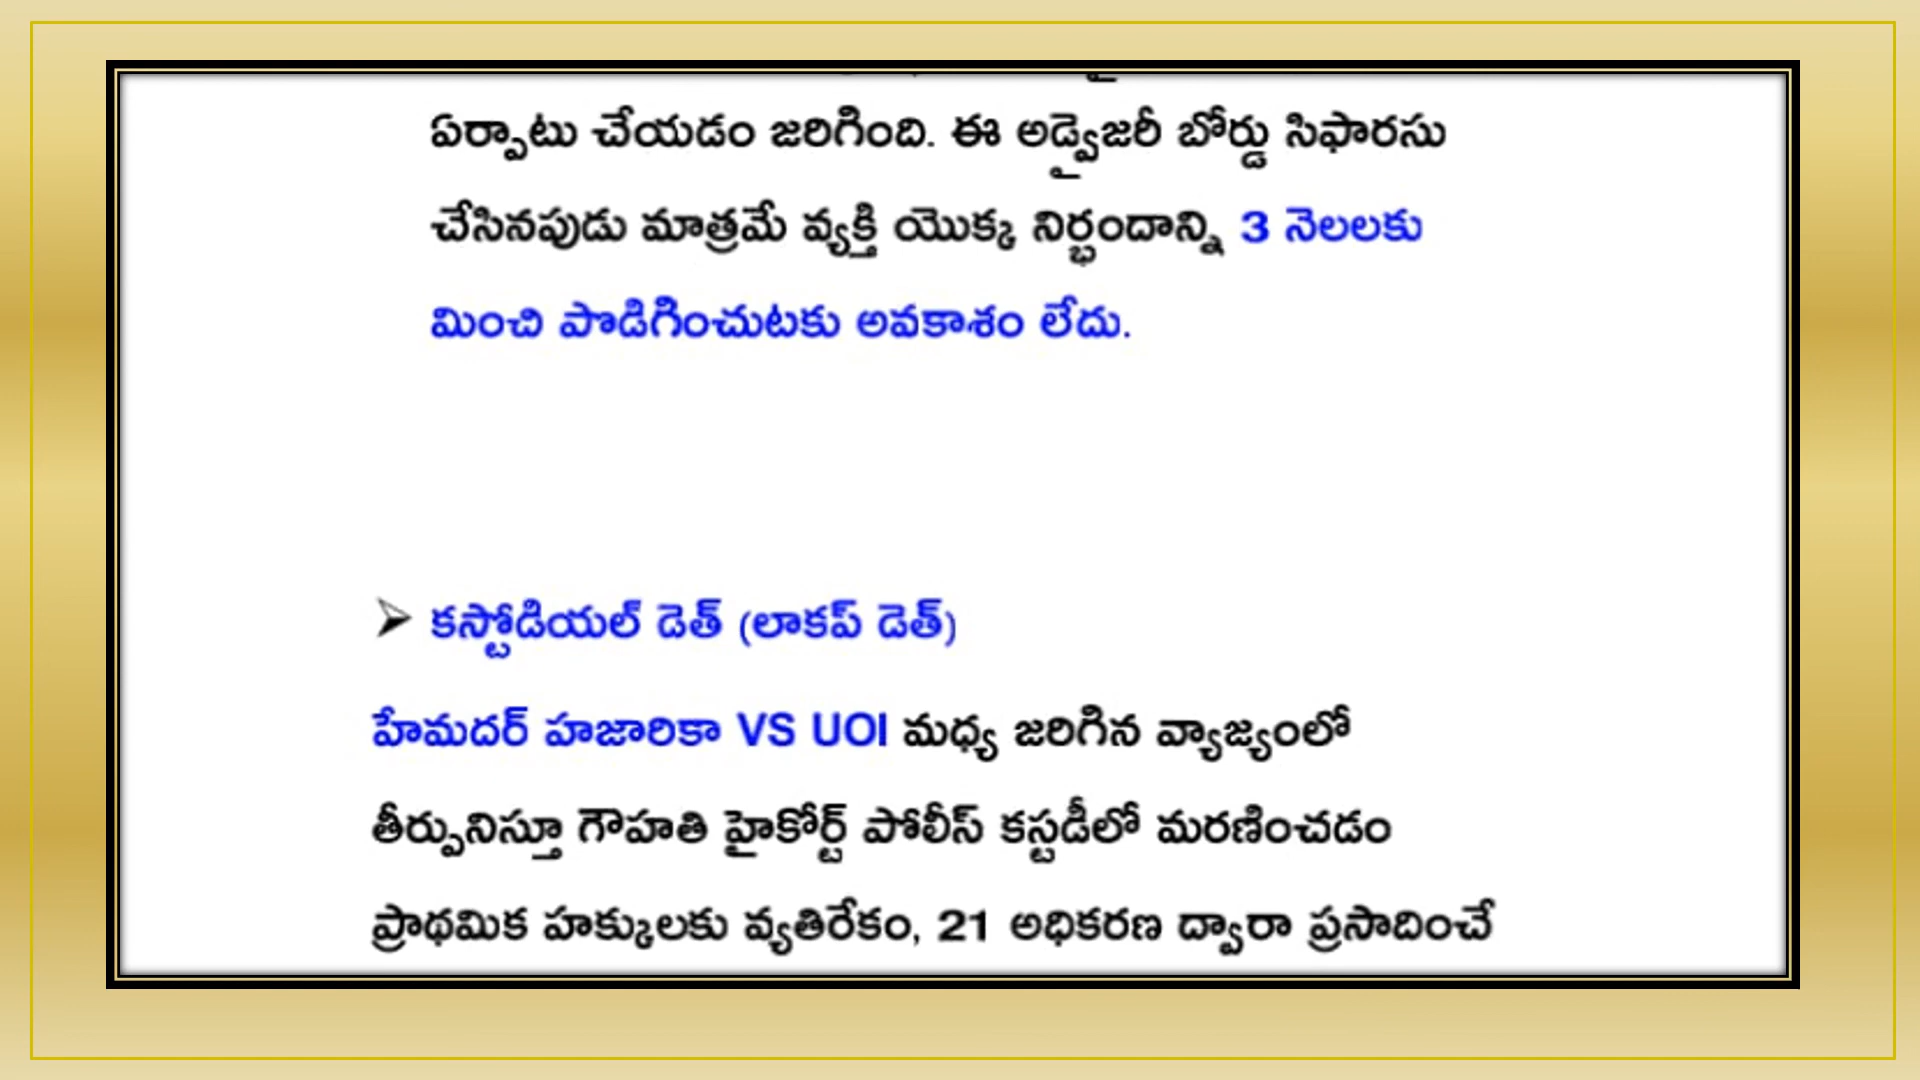 ఏర్పాటు చేయడం జరిగింది. ఈ అడ్వైజరీ బోర్డు సిఫారసు
చేసినపుడు మాత్రమే వ్యక్తి యొక్క నిర్భందాన్ని 3 నెలలకు
మించి పొడిగించుటకు అవకాశం లేదు.
➢ కస్టోడియల్ డెత్ (లాకప్ డెత్)
హేమదర్ హజారికా VS UOI మధ్య జరిగిన వ్యాజ్యంలో
తీర్పునిస్తూ గౌహతి హైకోర్ట్ పోలీస్ కస్టడీలో మరణించడం
ప్రాథమిక హక్కులకు వ్యతిరేకం, 21 అధికరణ ద్వారా ప్రసాదించే